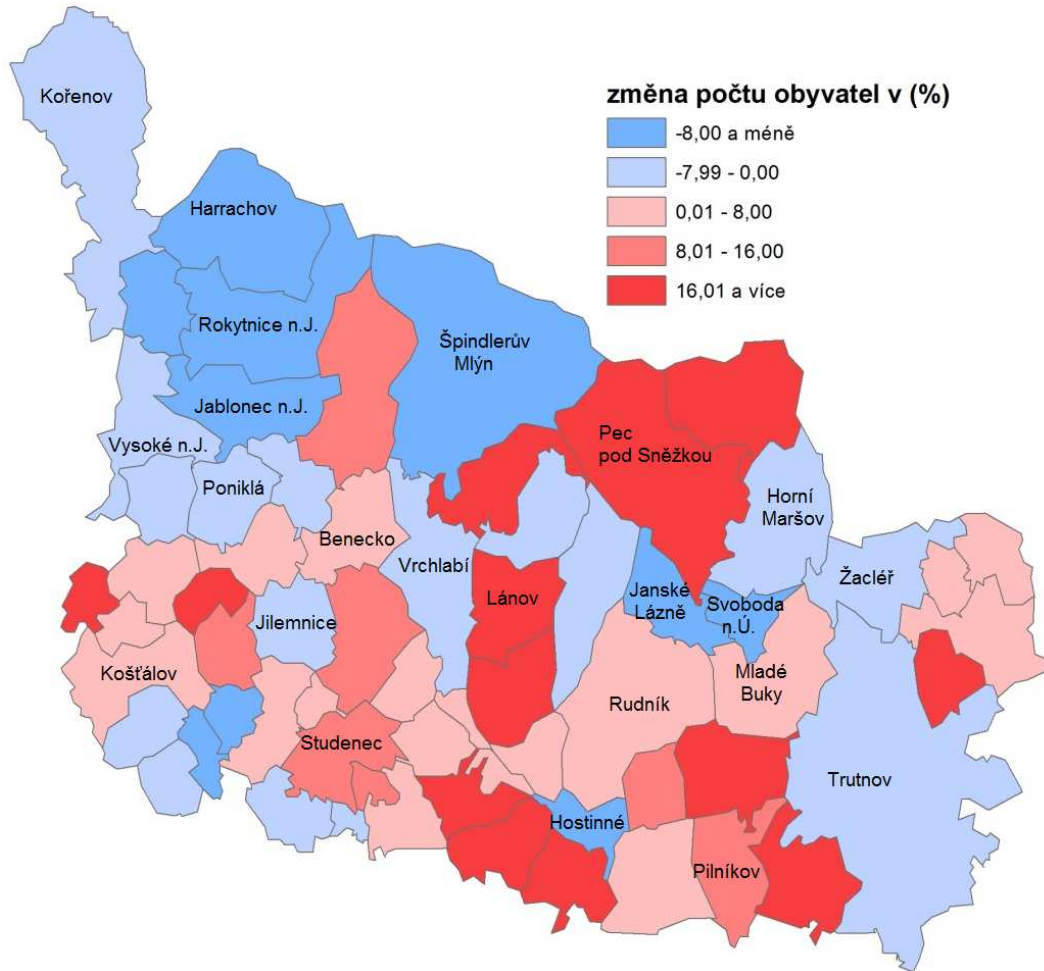 Kořenov
změna počtu obyvatel v (%)
-8,00 a méně
-7,99 - 0,00
0,01 - 8,00
8,01 - 16,00
16,01 a více
Harrachov
Rokytnice n.J.
Špindlerův
Mlýn
Jablonec n.J.
Vysoké n.J.
Pec
pod Sněžkou
Poniklá
Horní
Maršov
Benecko
Vrchlabí
Žacléř
Lánov
Janské
Lázně
Svoboda
n.Ú.
Jilemnice
Košťálov
Mladé
Buky
Rudník
Studenec
Trutnov
Hostinné
Pilníkov